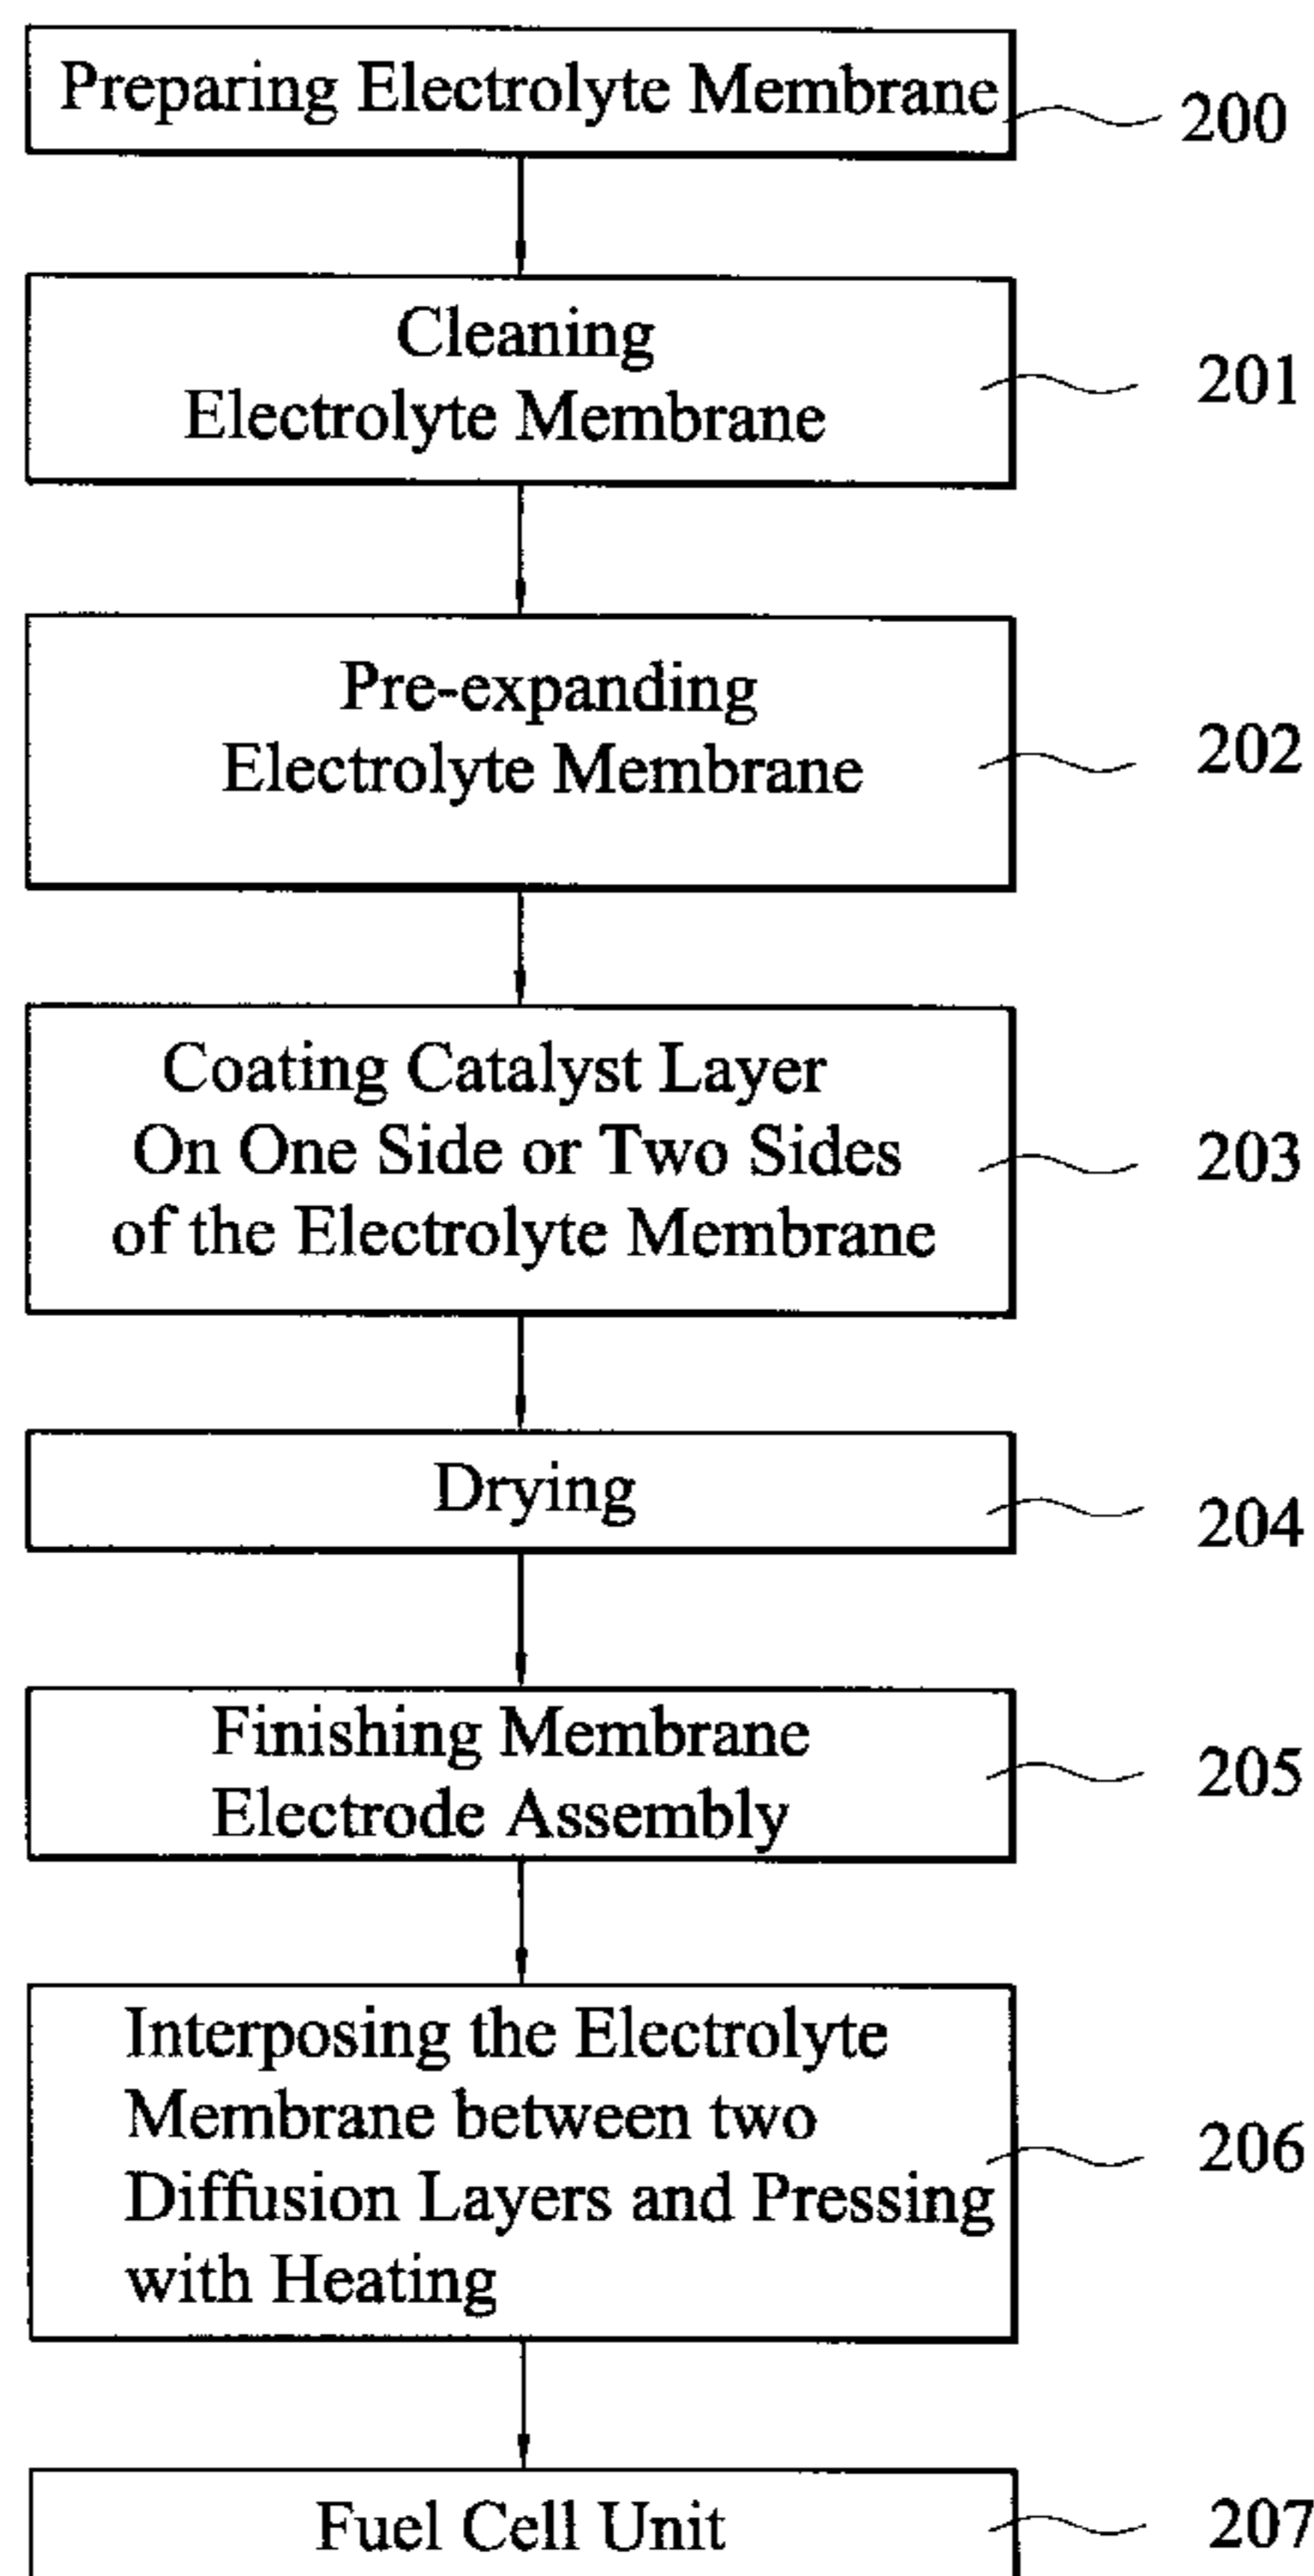 Preparing Electrolyte Membrane
200
Cleaning
Electrolyte Membrane
201
Pre-expanding
Electrolyte Membrane
202
Coating Catalyst Layer
On One Side or Two Sides
of the Electrolyte Membrane
203
Drying
204
Finishing Membrane
Electrode Assembly
205
Interposing the Electrolyte
Membrane between two
Diffusion Layers and Pressing
with Heating
206
Fuel Cell Unit
207